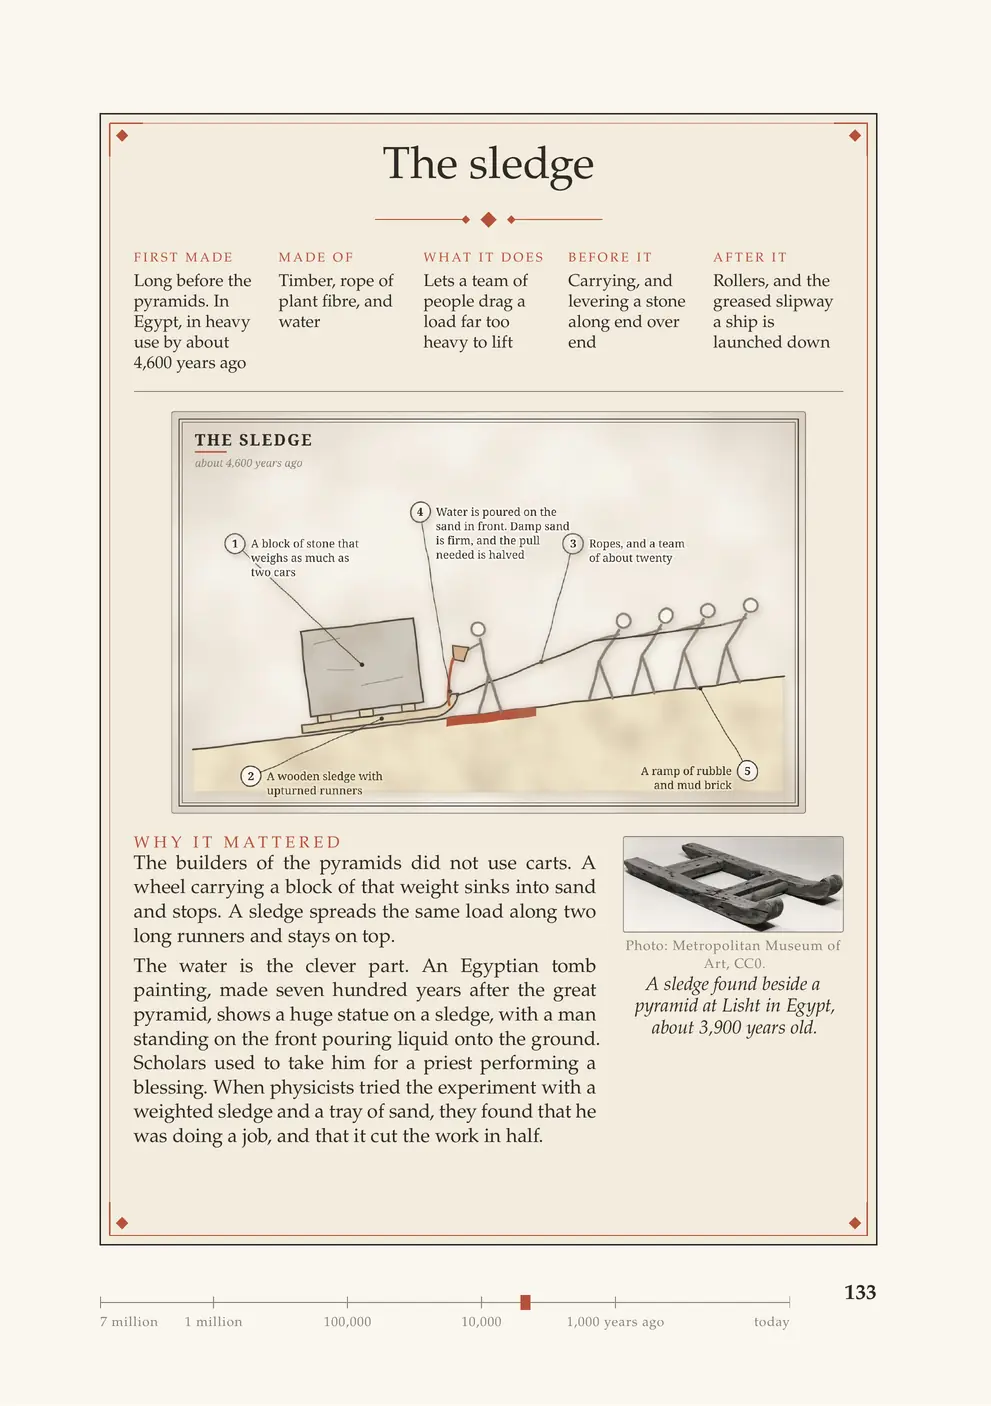 The sledge
FIRST MADE
Long before the
pyramids. In
Egypt, in heavy
use by about
4,600 years ago
MADE OF
Timber, rope of
plant fibre, and
water
WHAT IT DOES
Lets a team of
people drag a
load far too
heavy to lift
BEFORE IT
Carrying, and
levering a stone
along end over
end
AFTER IT
Rollers, and the
greased slipway
a ship is
launched down
THE SLEDGE
about 4,600 years ago
1 A block of stone that
weighs as much as
two cars
4 Water is poured on the
sand in front. Damp sand
is firm, and the pull
needed is halved
3 Ropes, and a team
of about twenty
2 A wooden sledge with
upturned runners
A ramp of rubble 5
and mud brick
WHY IT MATTERED
The builders of the pyramids did not use carts. A
wheel carrying a block of that weight sinks into sand
and stops. A sledge spreads the same load along two
long runners and stays on top.
The water is the clever part. An Egyptian tomb
painting, made seven hundred years after the great
pyramid, shows a huge statue on a sledge, with a man
standing on the front pouring liquid onto the ground.
Scholars used to take him for a priest performing a
blessing. When physicists tried the experiment with a
weighted sledge and a tray of sand, they found that he
was doing a job, and that it cut the work in half.
Photo: Metropolitan Museum of
Art, CC0.
A sledge found beside a
pyramid at Lisht in Egypt,
about 3,900 years old.
133
7 million 1 million 100,000 10,000 1,000 years ago today